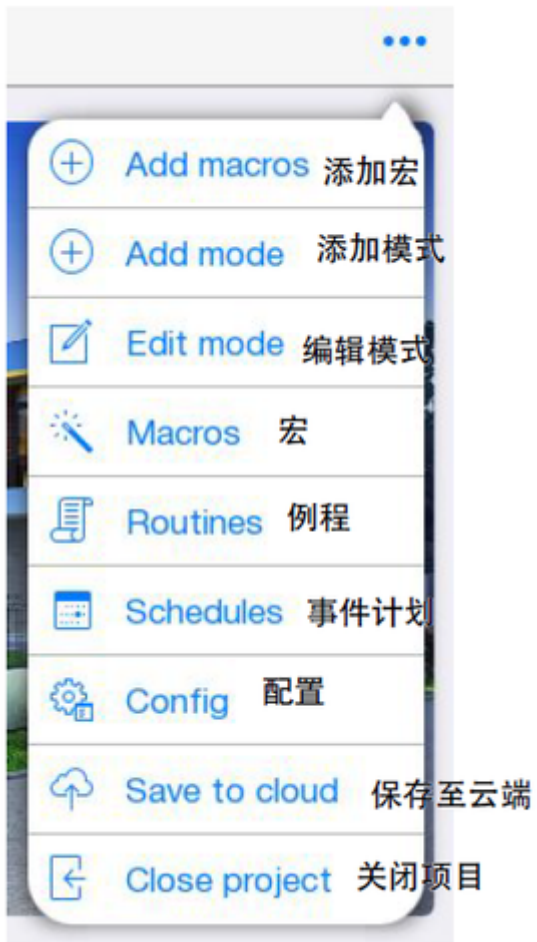 Add macros 添加宏
Add mode 添加模式
Edit mode 编辑模式
Macros 宏
Routines 例程
Schedules 事件计划
Config 配置
Save to cloud 保存至云端
Close project 关闭项目